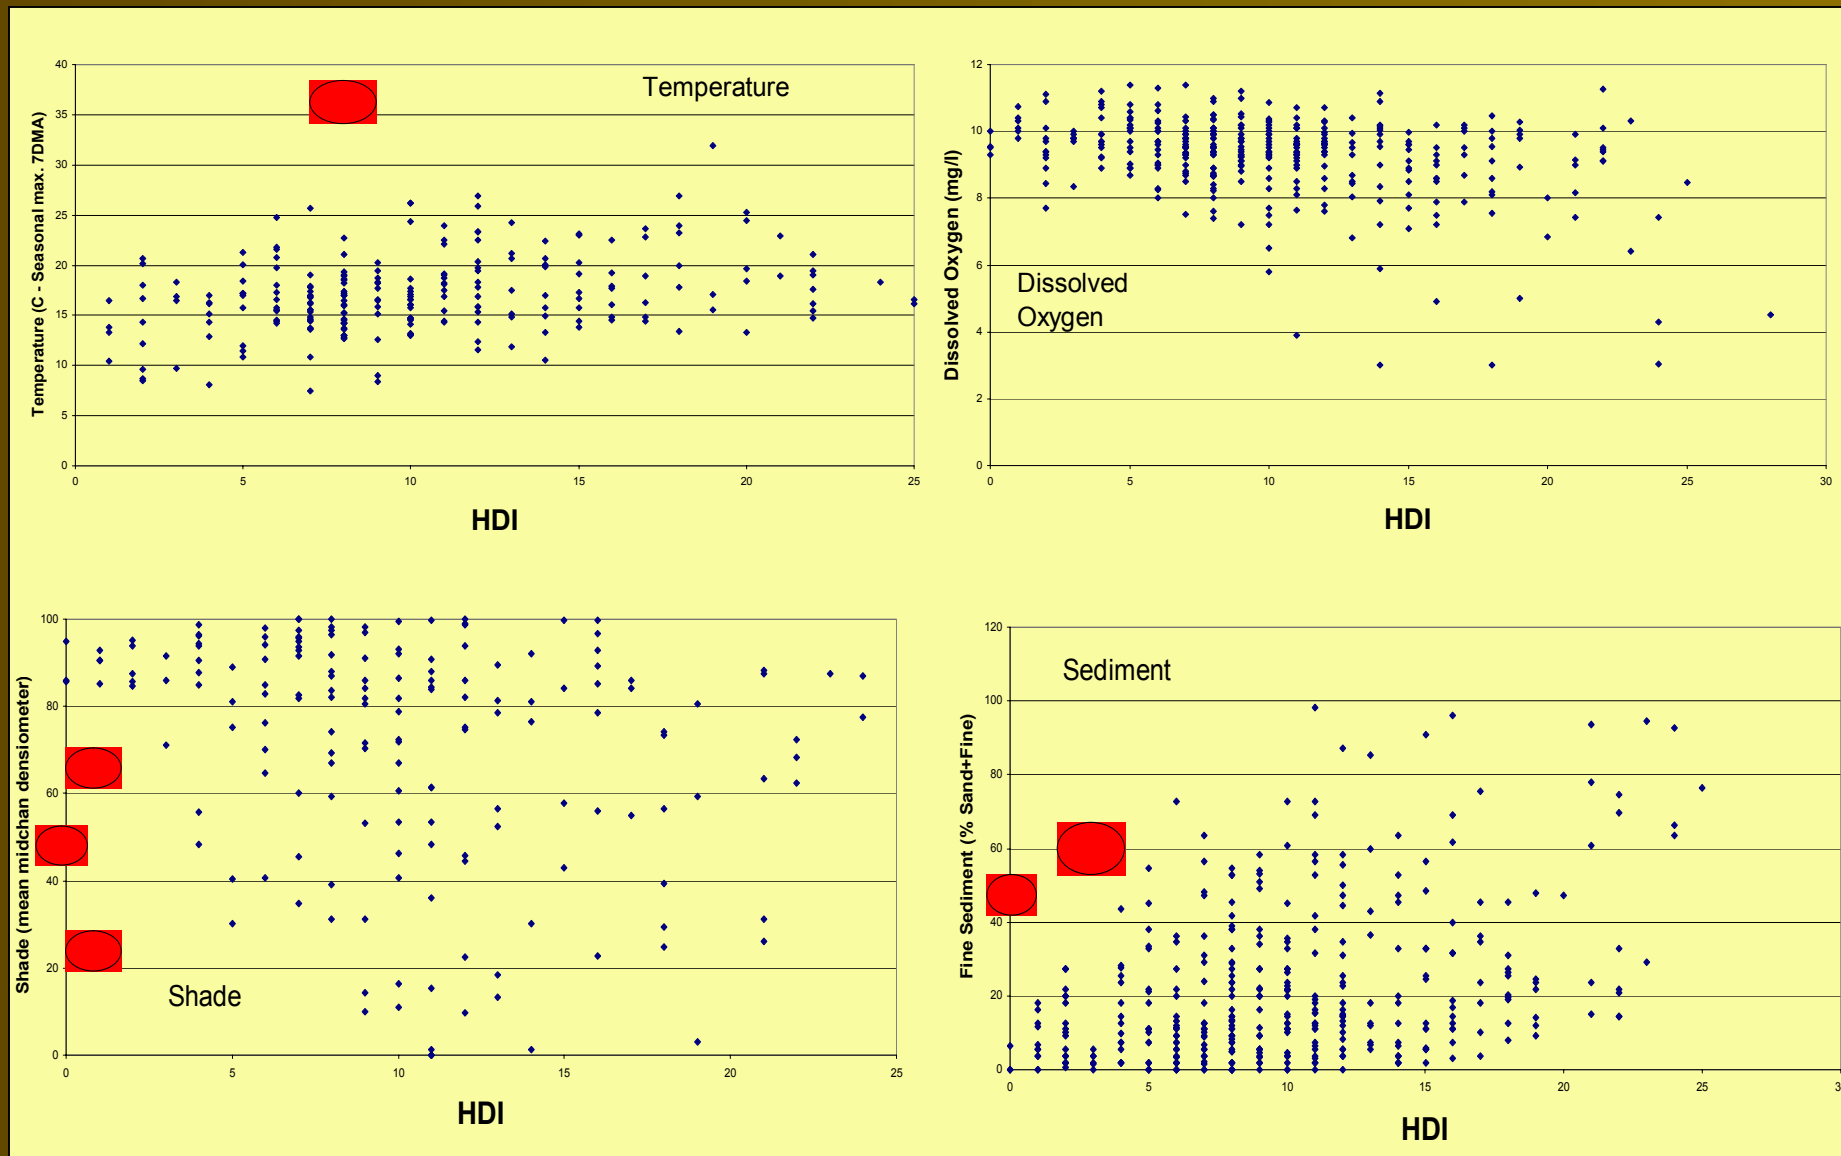 Temperature
Temperature (C - Seasonal max. 7DMA)
40
35
30
25
20
15
10
5
0
0 5 10 15 20 25
HDI
Dissolved Oxygen (mg/l)
12
10
8
6
4
2
0
Dissolved
Oxygen
0 5 10 15 20 25 30
HDI
Shade (mean midchan densiometer)
100
80
60
40
20
0
Shade
0 5 10 15 20 25
HDI
Fine Sediment (% Sand+Fine)
120
100
80
60
40
20
0
Sediment
0 5 10 15 20 25
HDI